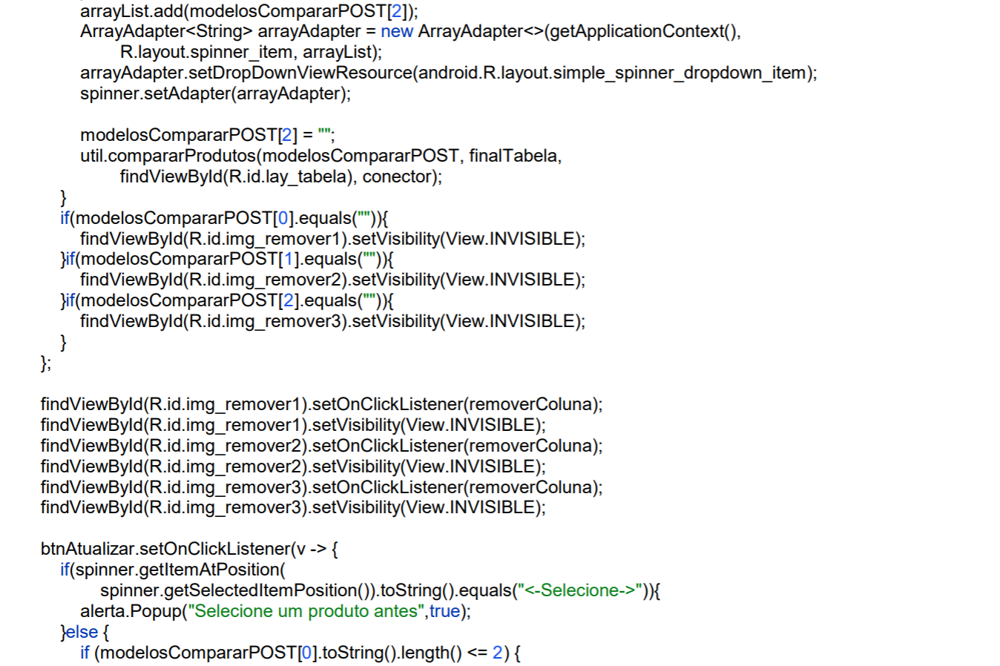 arrayList.add(modelosCompararPOST[2]);
ArrayAdapter<String> arrayAdapter = new ArrayAdapter<>(getApplicationContext(),
R.layout.spinner_item, arrayList);
arrayAdapter.setDropDownViewResource(android.R.layout.simple_spinner_dropdown_item);
spinner.setAdapter(arrayAdapter);
modelosCompararPOST[2] = "";
util.compararProdutos(modelosCompararPOST, finalTabela,
findViewById(R.id.lay_tabela), conector);
}
if(modelosCompararPOST[0].equals("")){
findViewById(R.id.img_remover1).setVisibility(View.INVISIBLE);
}if(modelosCompararPOST[1].equals("")){
findViewById(R.id.img_remover2).setVisibility(View.INVISIBLE);
}if(modelosCompararPOST[2].equals("")){
findViewById(R.id.img_remover3).setVisibility(View.INVISIBLE);
}
};
findViewById(R.id.img_remover1).setOnClickListener(removerColuna);
findViewById(R.id.img_remover1).setVisibility(View.INVISIBLE);
findViewById(R.id.img_remover2).setOnClickListener(removerColuna);
findViewById(R.id.img_remover2).setVisibility(View.INVISIBLE);
findViewById(R.id.img_remover3).setOnClickListener(removerColuna);
findViewById(R.id.img_remover3).setVisibility(View.INVISIBLE);
btnAtualizar.setOnClickListener(v -> {
if(spinner.getItemAtPosition(
spinner.getSelectedItemPosition()).toString().equals("<-Selecione->")){
alerta.Popup("Selecione um produto antes",true);
}else {
if (modelosCompararPOST[0].toString().length() <= 2) {